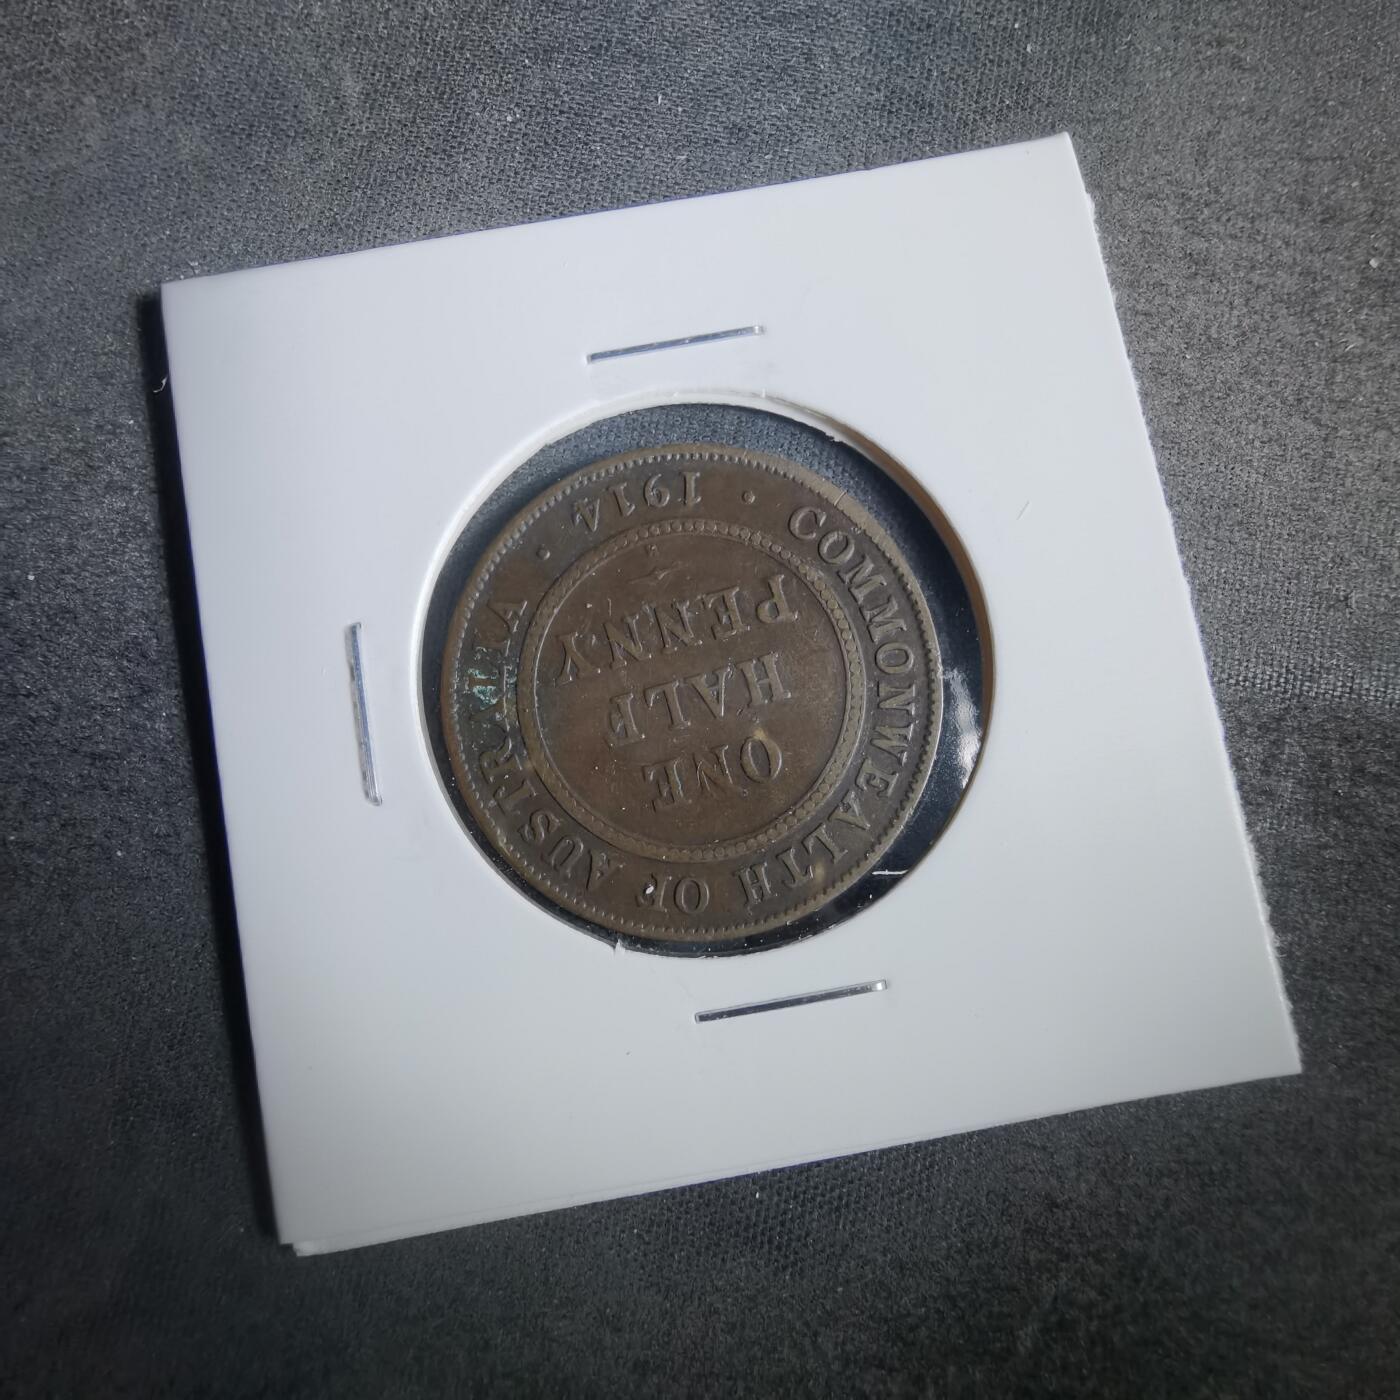 COMMONWEALTH OF AUSTRALIA
ONE
HALF
PENNY
· 1914 ·